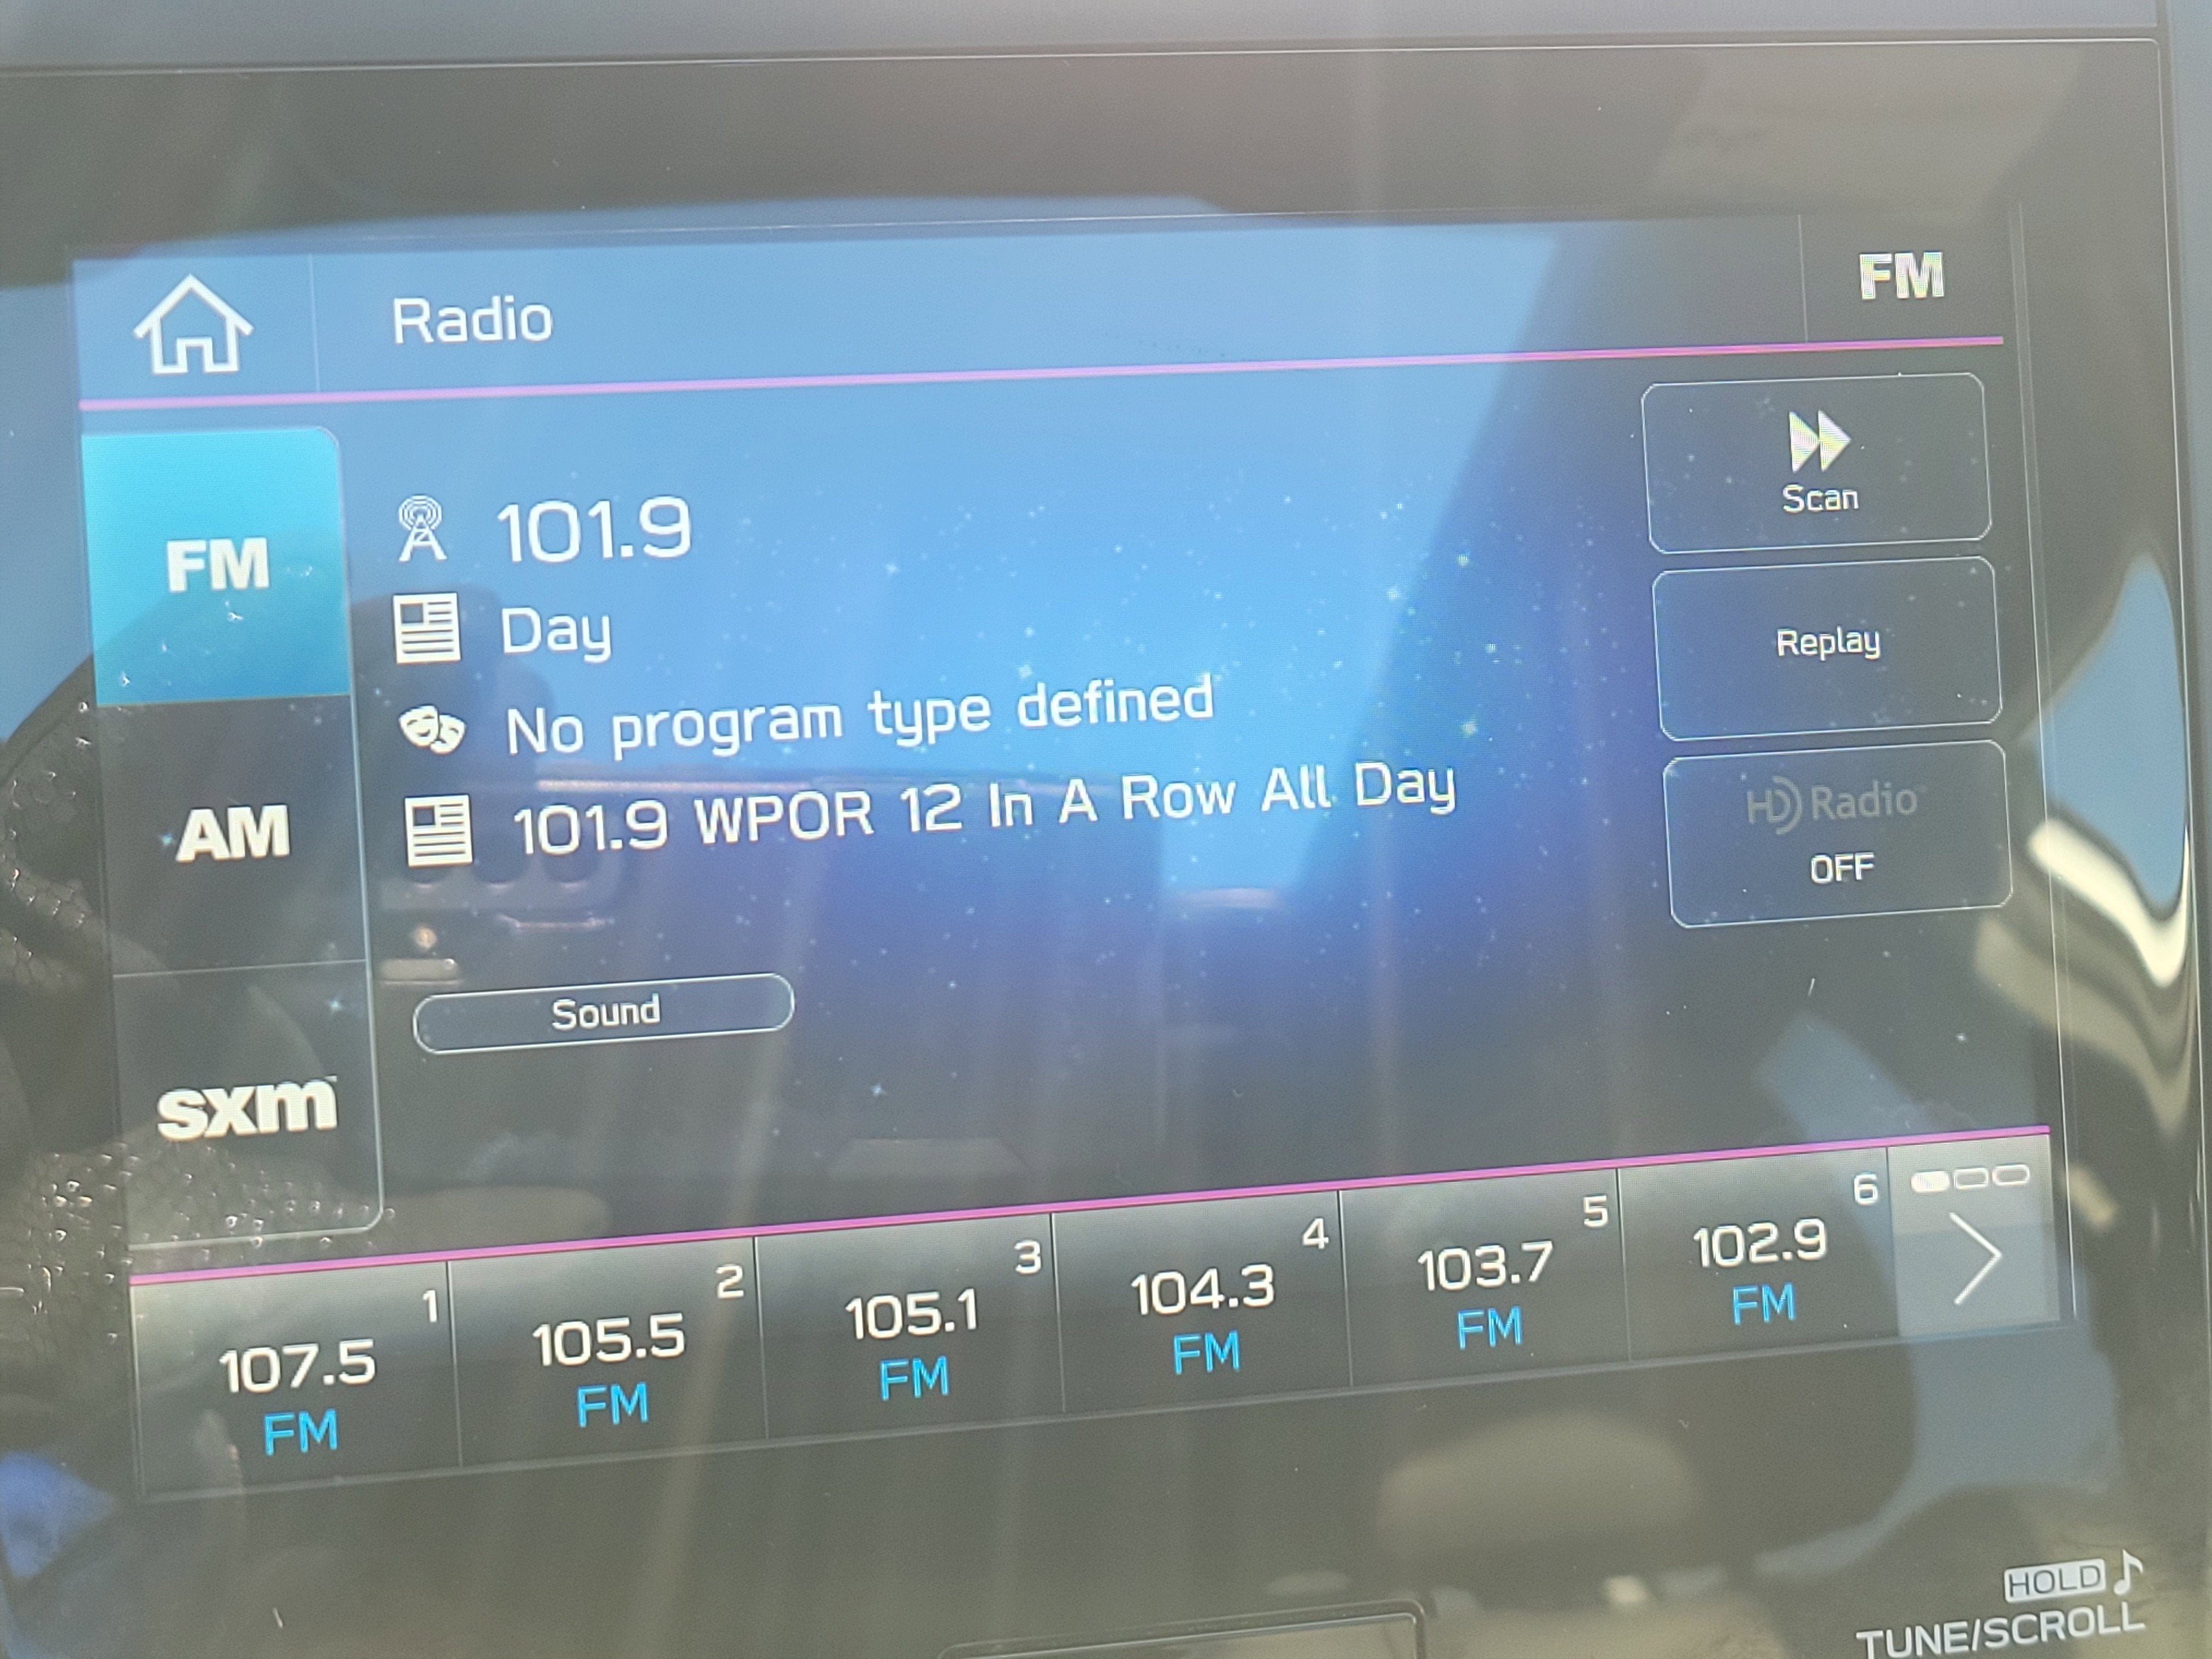 Radio
FM
FM
AM
sxm
101.9
Day
No program type defined
101.9 WPOR 12 In A Row All Day
Sound
Scan
Replay
HD Radio
OFF
1
107.5
FM
2
105.5
FM
3
105.1
FM
4
104.3
FM
5
103.7
FM
6
102.9
FM
HOLD
TUNE/SCROLL